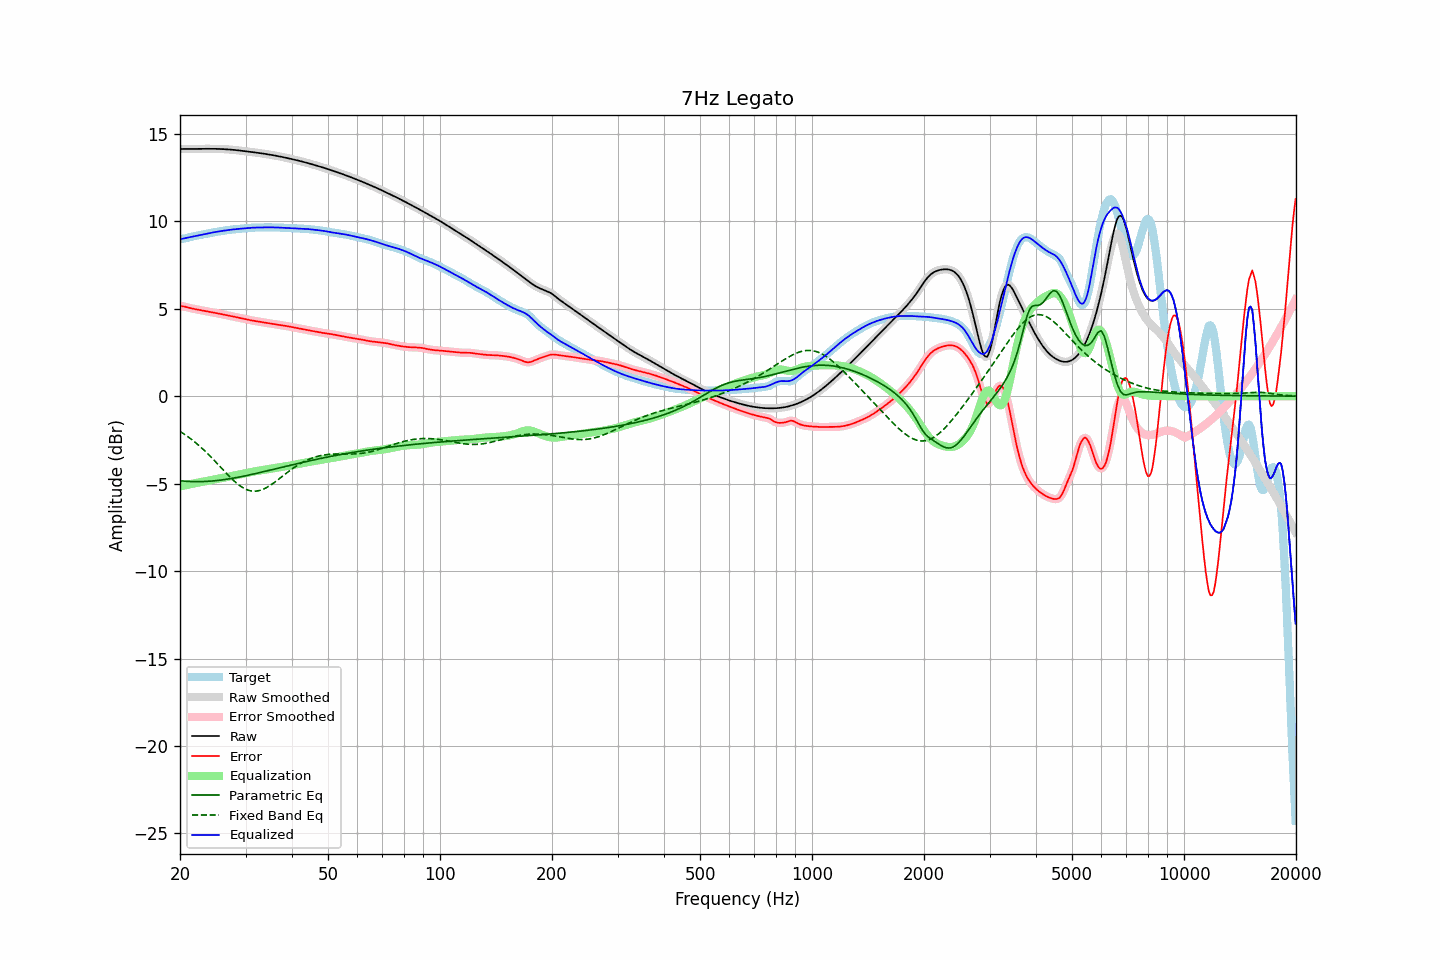 7Hz Legato
Amplitude (dBr)
15
10
5
0
−5
−10
−15
−20
−25
Target
Raw Smoothed
Error Smoothed
Raw
Error
Equalization
Parametric Eq
Fixed Band Eq
Equalized
20 50 100 200 500 1000 2000 5000 10000 20000
Frequency (Hz)